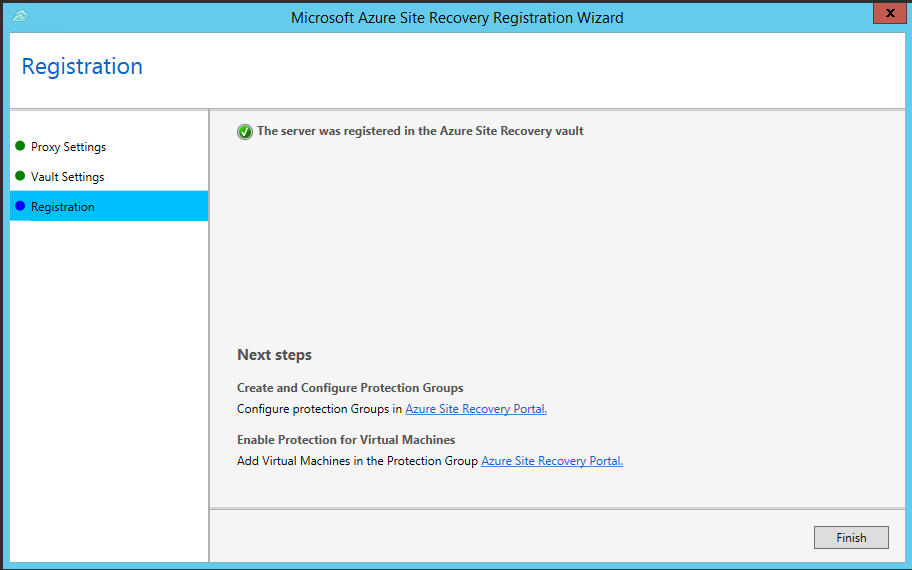 Microsoft Azure Site Recovery Registration Wizard
x
Registration
Proxy Settings
Vault Settings
Registration
The server was registered in the Azure Site Recovery vault
Next steps
Create and Configure Protection Groups
Configure protection Groups in Azure Site Recovery Portal.
Enable Protection for Virtual Machines
Add Virtual Machines in the Protection Group Azure Site Recovery Portal.
Finish